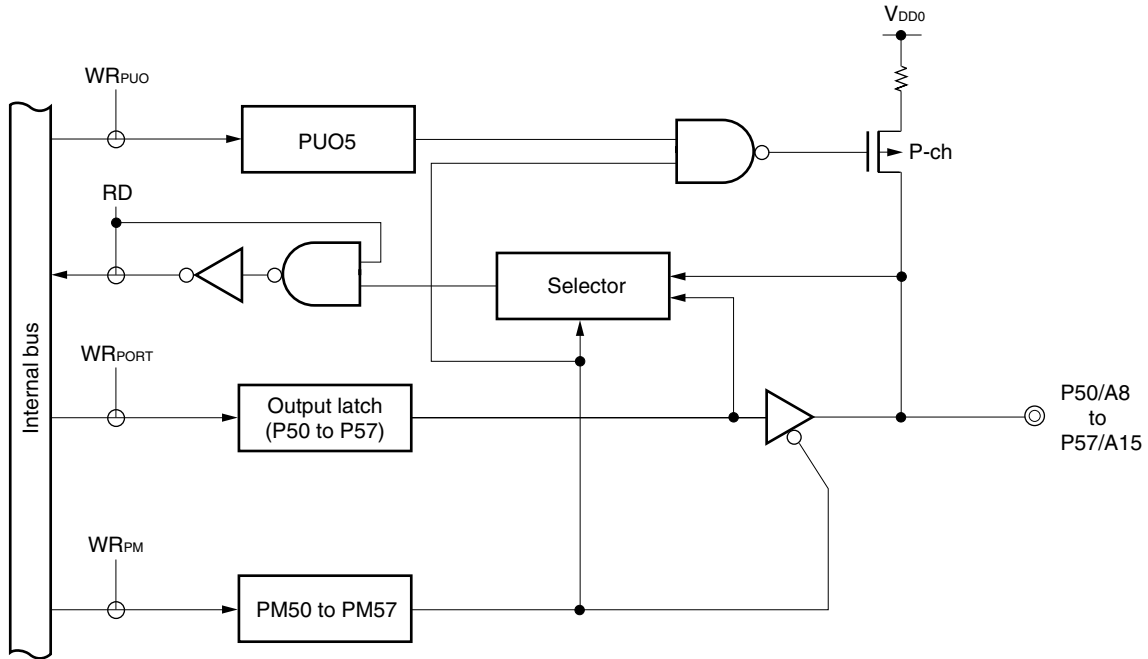 VDD0
WRPUO
PUO5
P-ch
RD
Selector
Internal bus
WRPORT
Output latch
(P50 to P57)
P50/A8
to
P57/A15
WRPM
PM50 to PM57